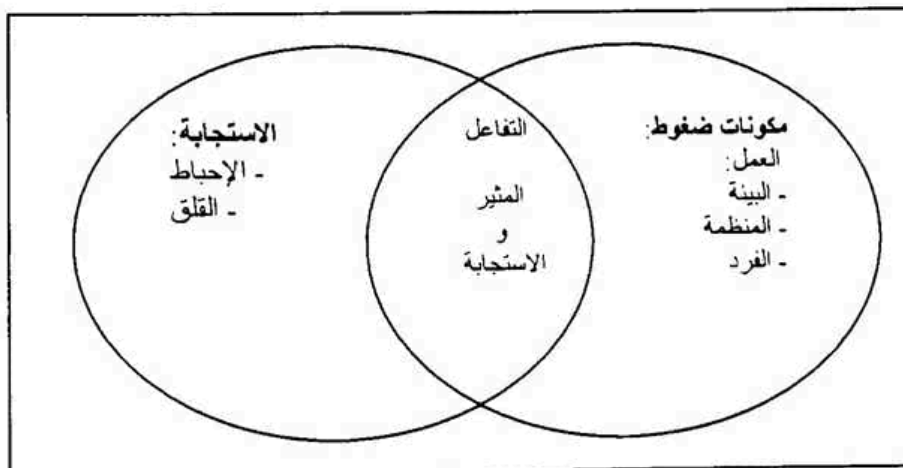 مكونات ضغوط:
العمل:
- البيئة
- المنظمة
- الفرد
التفاعل
المثير
و
الاستجابة
الاستجابة:
- الإحباط
- القلق